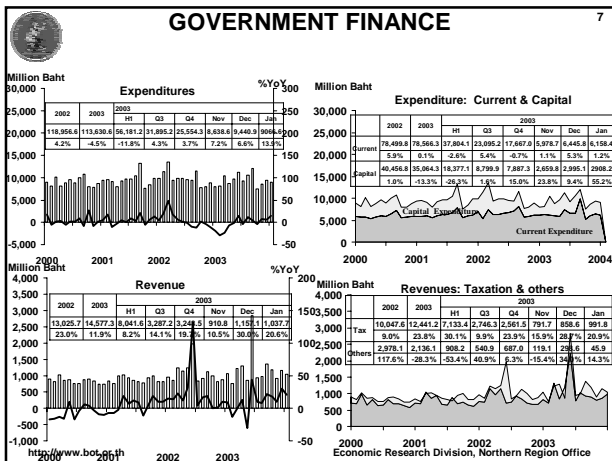 GOVERNMENT FINANCE
7
Million Baht
Expenditures
%YoY
30,000
25,000
20,000
15,000
10,000
5,000
0
-5,000
300
250
200
150
100
50
0
-50
2002 2003 2003
H1 Q3 Q4 Nov Dec Jan
118,956.6 113,630.6 56,181.2 31,895.2 25,554.3 8,638.6 9,440.9
4.2% -4.5% -11.8% 4.3% 3.7% 7.2% 6.6% 13.9%
2000 2001 2002 2003
Million Baht
Expenditure: Current & Capital
30,000
25,000
20,000
15,000
10,000
5,000
0
2002 2003 2003
H1 Q3 Q4 Nov Dec Jan
Current 78,499.8 78,566.3 37,804.1 23,095.2 17,667.0 5,978.7 6,445.8 6,158.4
5.9% 0.1% -2.6% 5.4% -0.7% 1.1% 5.3% 1.2%
Capital 40,456.8 35,064.3 18,377.1 8,799.9 7,887.3 2,659.8 2,995.1 2908.2
1.0% -13.3% -26.3% 1.6% 15.0% 23.8% 9.4% 55.2%
Capital Expenditure
Current Expenditure
2000 2001 2002 2003 2004
Million Baht
Revenue
%YoY
4,000
3,500
3,000
2,500
2,000
1,500
1,000
500
0
-500
-1,000
200
150
100
50
0
-50
2002 2003 2003
H1 Q3 Q4 Nov Dec Jan
13,025.7 14,577.3 8,041.6 3,287.2 3,248.5 910.8 1,157.1 1,037.7
23.0% 11.9% 8.2% 14.1% 19.7% 10.5% 30.0% 20.6%
2000 2001 2002 2003
Million Baht
Revenues: Taxation & others
4,000
3,500
3,000
2,500
2,000
1,500
1,000
500
0
2002 2003 2003
H1 Q3 Q4 Nov Dec Jan
Tax 10,047.6 12,441.2 7,133.4 2,746.3 2,561.5 791.7 858.6 991.8
9.0% 23.8% 30.1% 9.9% 23.9% 15.9% 28.7% 20.9%
Others 2,978.1 2,136.1 908.2 540.9 687.0 119.1 298.6 45.9
117.6% -28.3% -53.4% 40.9% 6.3% -15.4% 34.0% 14.3%
2000 2001 2002 2003
http://www.bot.or.th
Economic Research Division, Northern Region Office